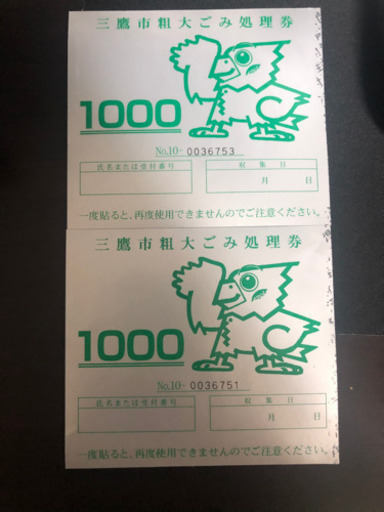 三鷹市粗大ごみ処理券
1000
No.10- 0036753
氏名または受付番号
収集日
月 日
一度貼ると、再度使用できませんのでご注意ください。
三鷹市粗大ごみ処理券
1000
No.10- 0036751
氏名または受付番号
収集日
月 日
一度貼ると、再度使用できませんのでご注意ください。